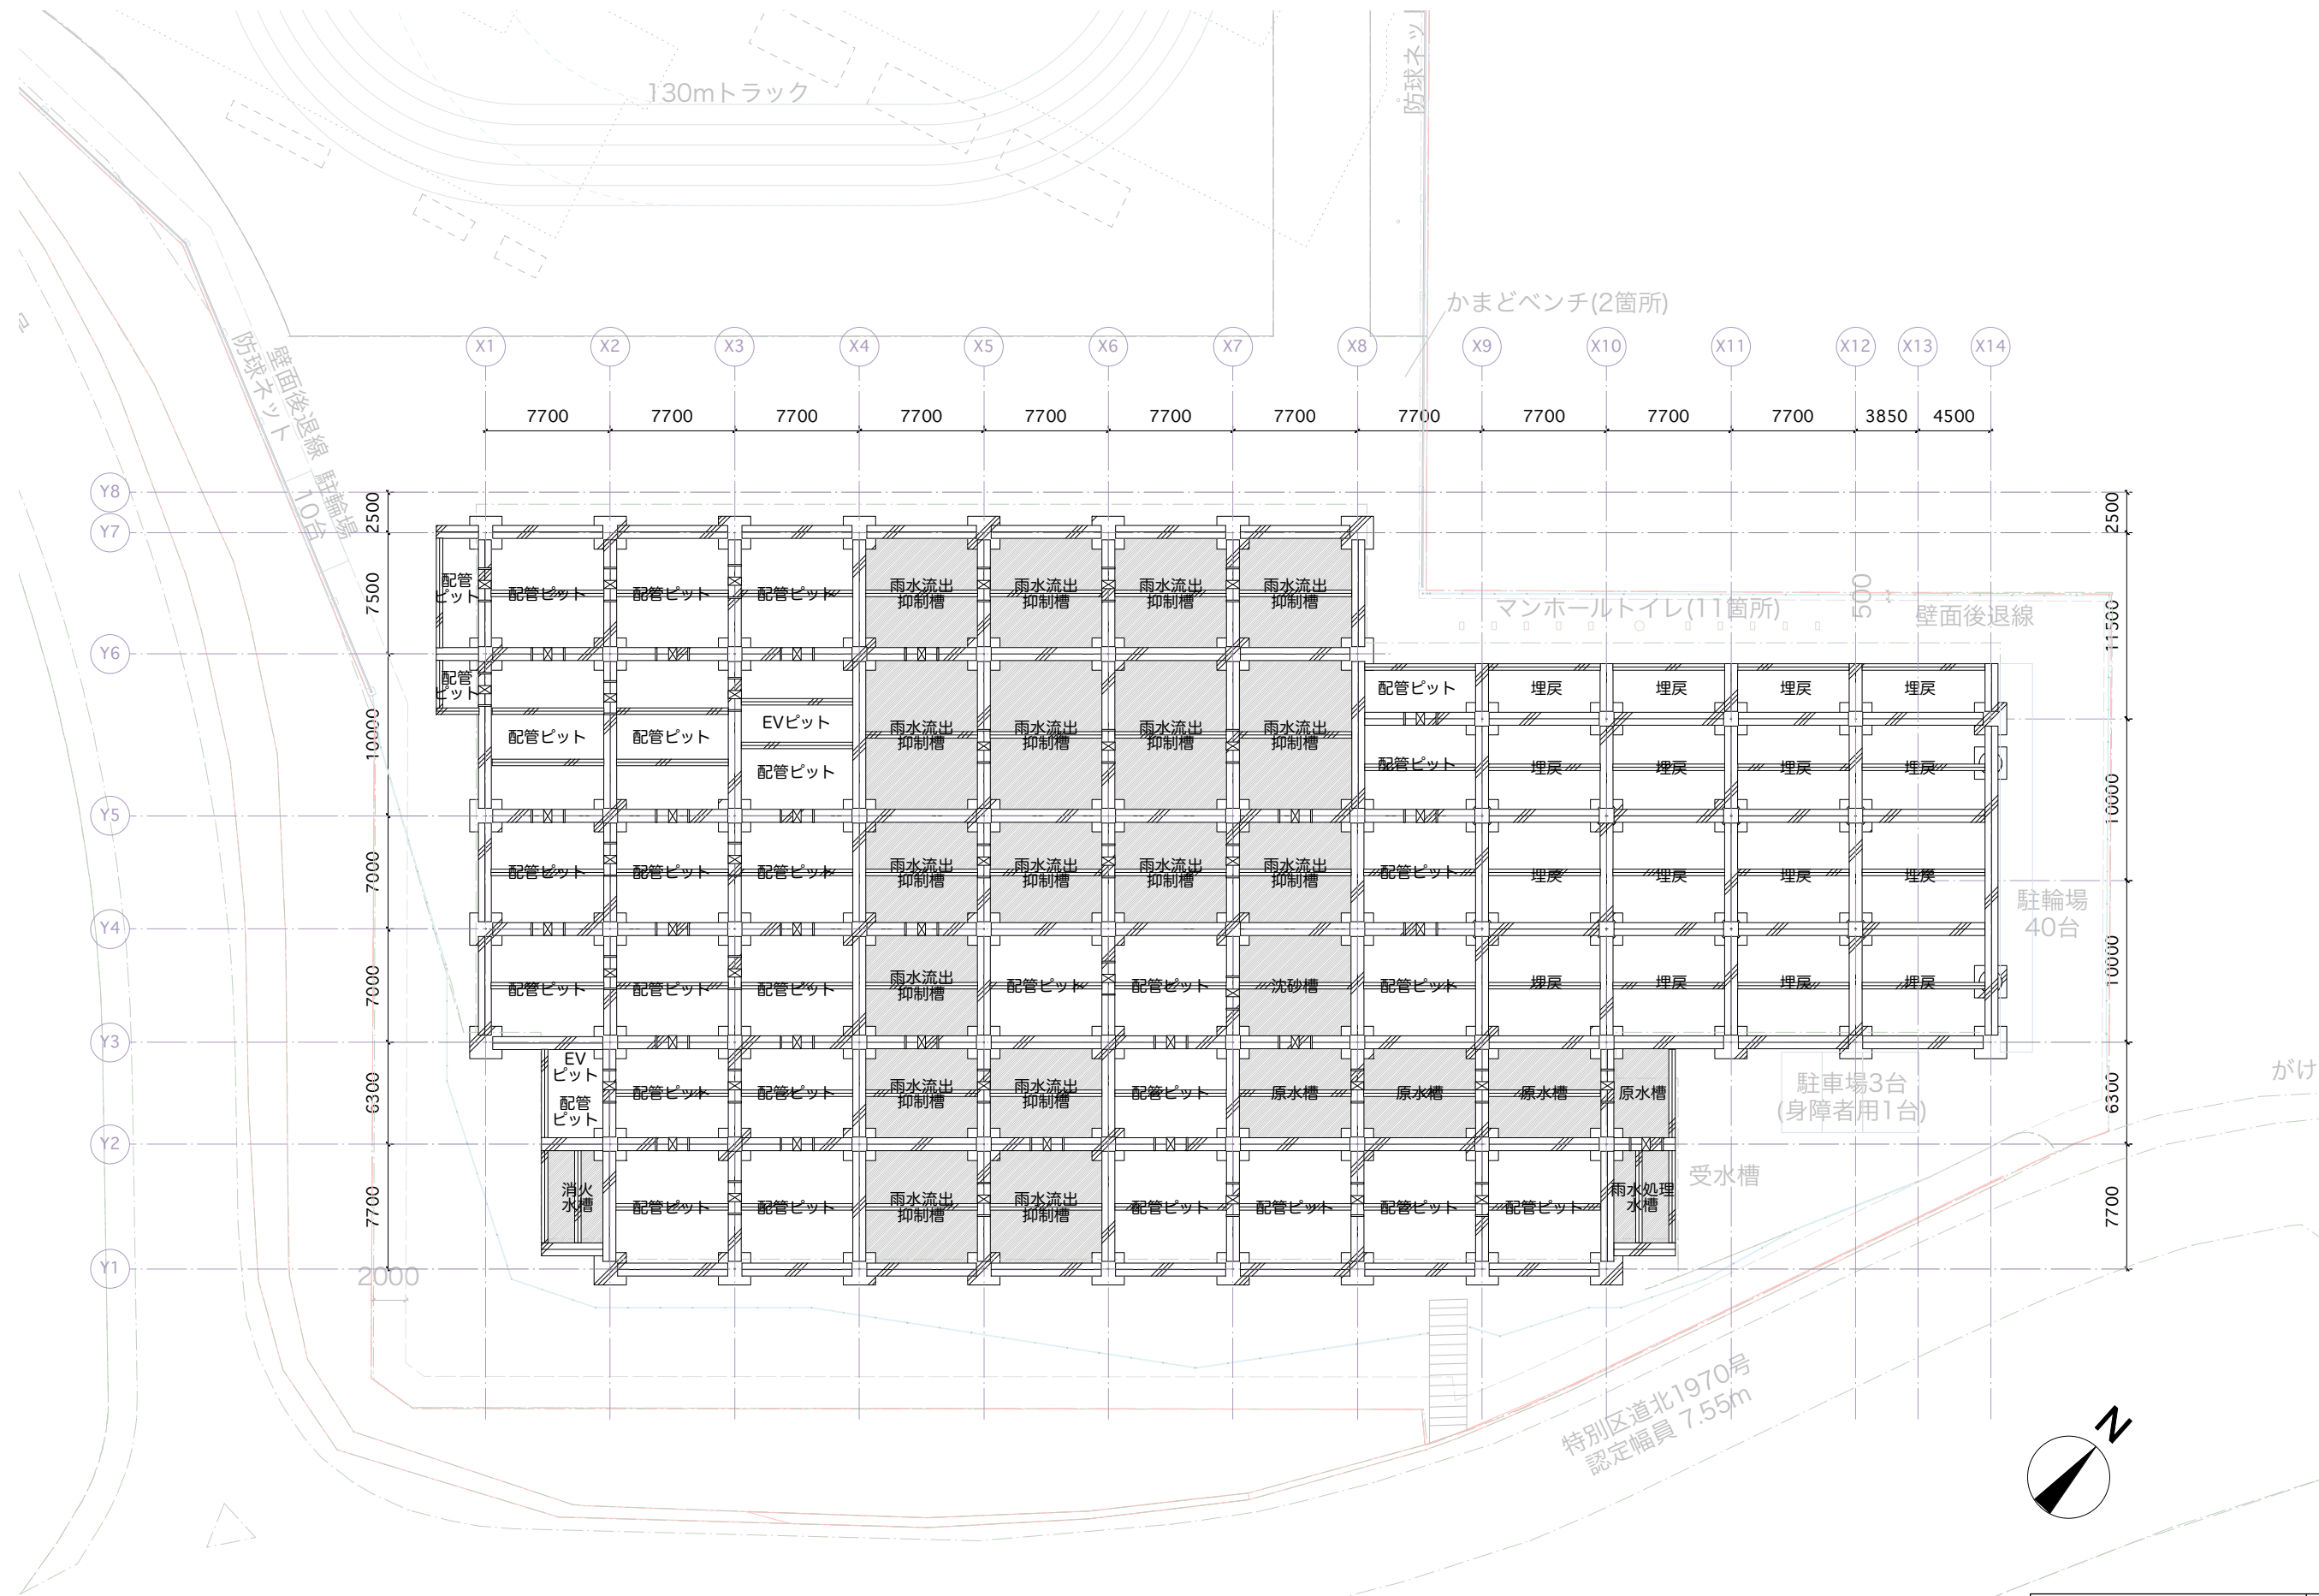 130mトラック
防球ネッ
かまどベンチ(2箇所)
X1 X2 X3 X4 X5 X6 X7 X8 X9 X10 X11 X12 X13 X14
7700 7700 7700 7700 7700 7700 7700 7700 7700 7700 7700 3850 4500
防球ネット
壁面後退線
駐輪場
10台
Y8
Y7
Y6
Y5
Y4
Y3
Y2
Y1
2500
7500
10000
7000
7000
6300
7700
2000
2500
11500
10000
10000
6300
7700
マンホールトイレ(11箇所)
500
壁面後退線
配管
ピット
配管ピット 配管ピット 配管ピット
雨水流出
抑制槽
雨水流出
抑制槽
雨水流出
抑制槽
雨水流出
抑制槽
配管
ピット
配管ピット 配管ピット
EVピット
配管ピット
雨水流出
抑制槽
雨水流出
抑制槽
雨水流出
抑制槽
雨水流出
抑制槽
配管ピット 埋戻 埋戻 埋戻 埋戻
配管ピット 埋戻 埋戻 埋戻 埋戻
配管ピット 配管ピット 配管ピット
雨水流出
抑制槽
雨水流出
抑制槽
雨水流出
抑制槽
雨水流出
抑制槽
配管ピット 埋戻 埋戻 埋戻 埋戻
配管ピット 配管ピット 配管ピット
雨水流出
抑制槽
配管ピット 配管ピット 沈砂槽 配管ピット 埋戻 埋戻 埋戻 埋戻
駐輪場
40台
EV
ピット
配管
ピット
配管ピット 配管ピット
雨水流出
抑制槽
雨水流出
抑制槽
配管ピット 原水槽 原水槽 原水槽 原水槽
駐車場3台
(身障者用1台)
がけ
消火
水槽
配管ピット 配管ピット
雨水流出
抑制槽
雨水流出
抑制槽
配管ピット 配管ピット 配管ピット 配管ピット
雨水処理
水槽
受水槽
特別区道北1970号
認定幅員 7.55m
N